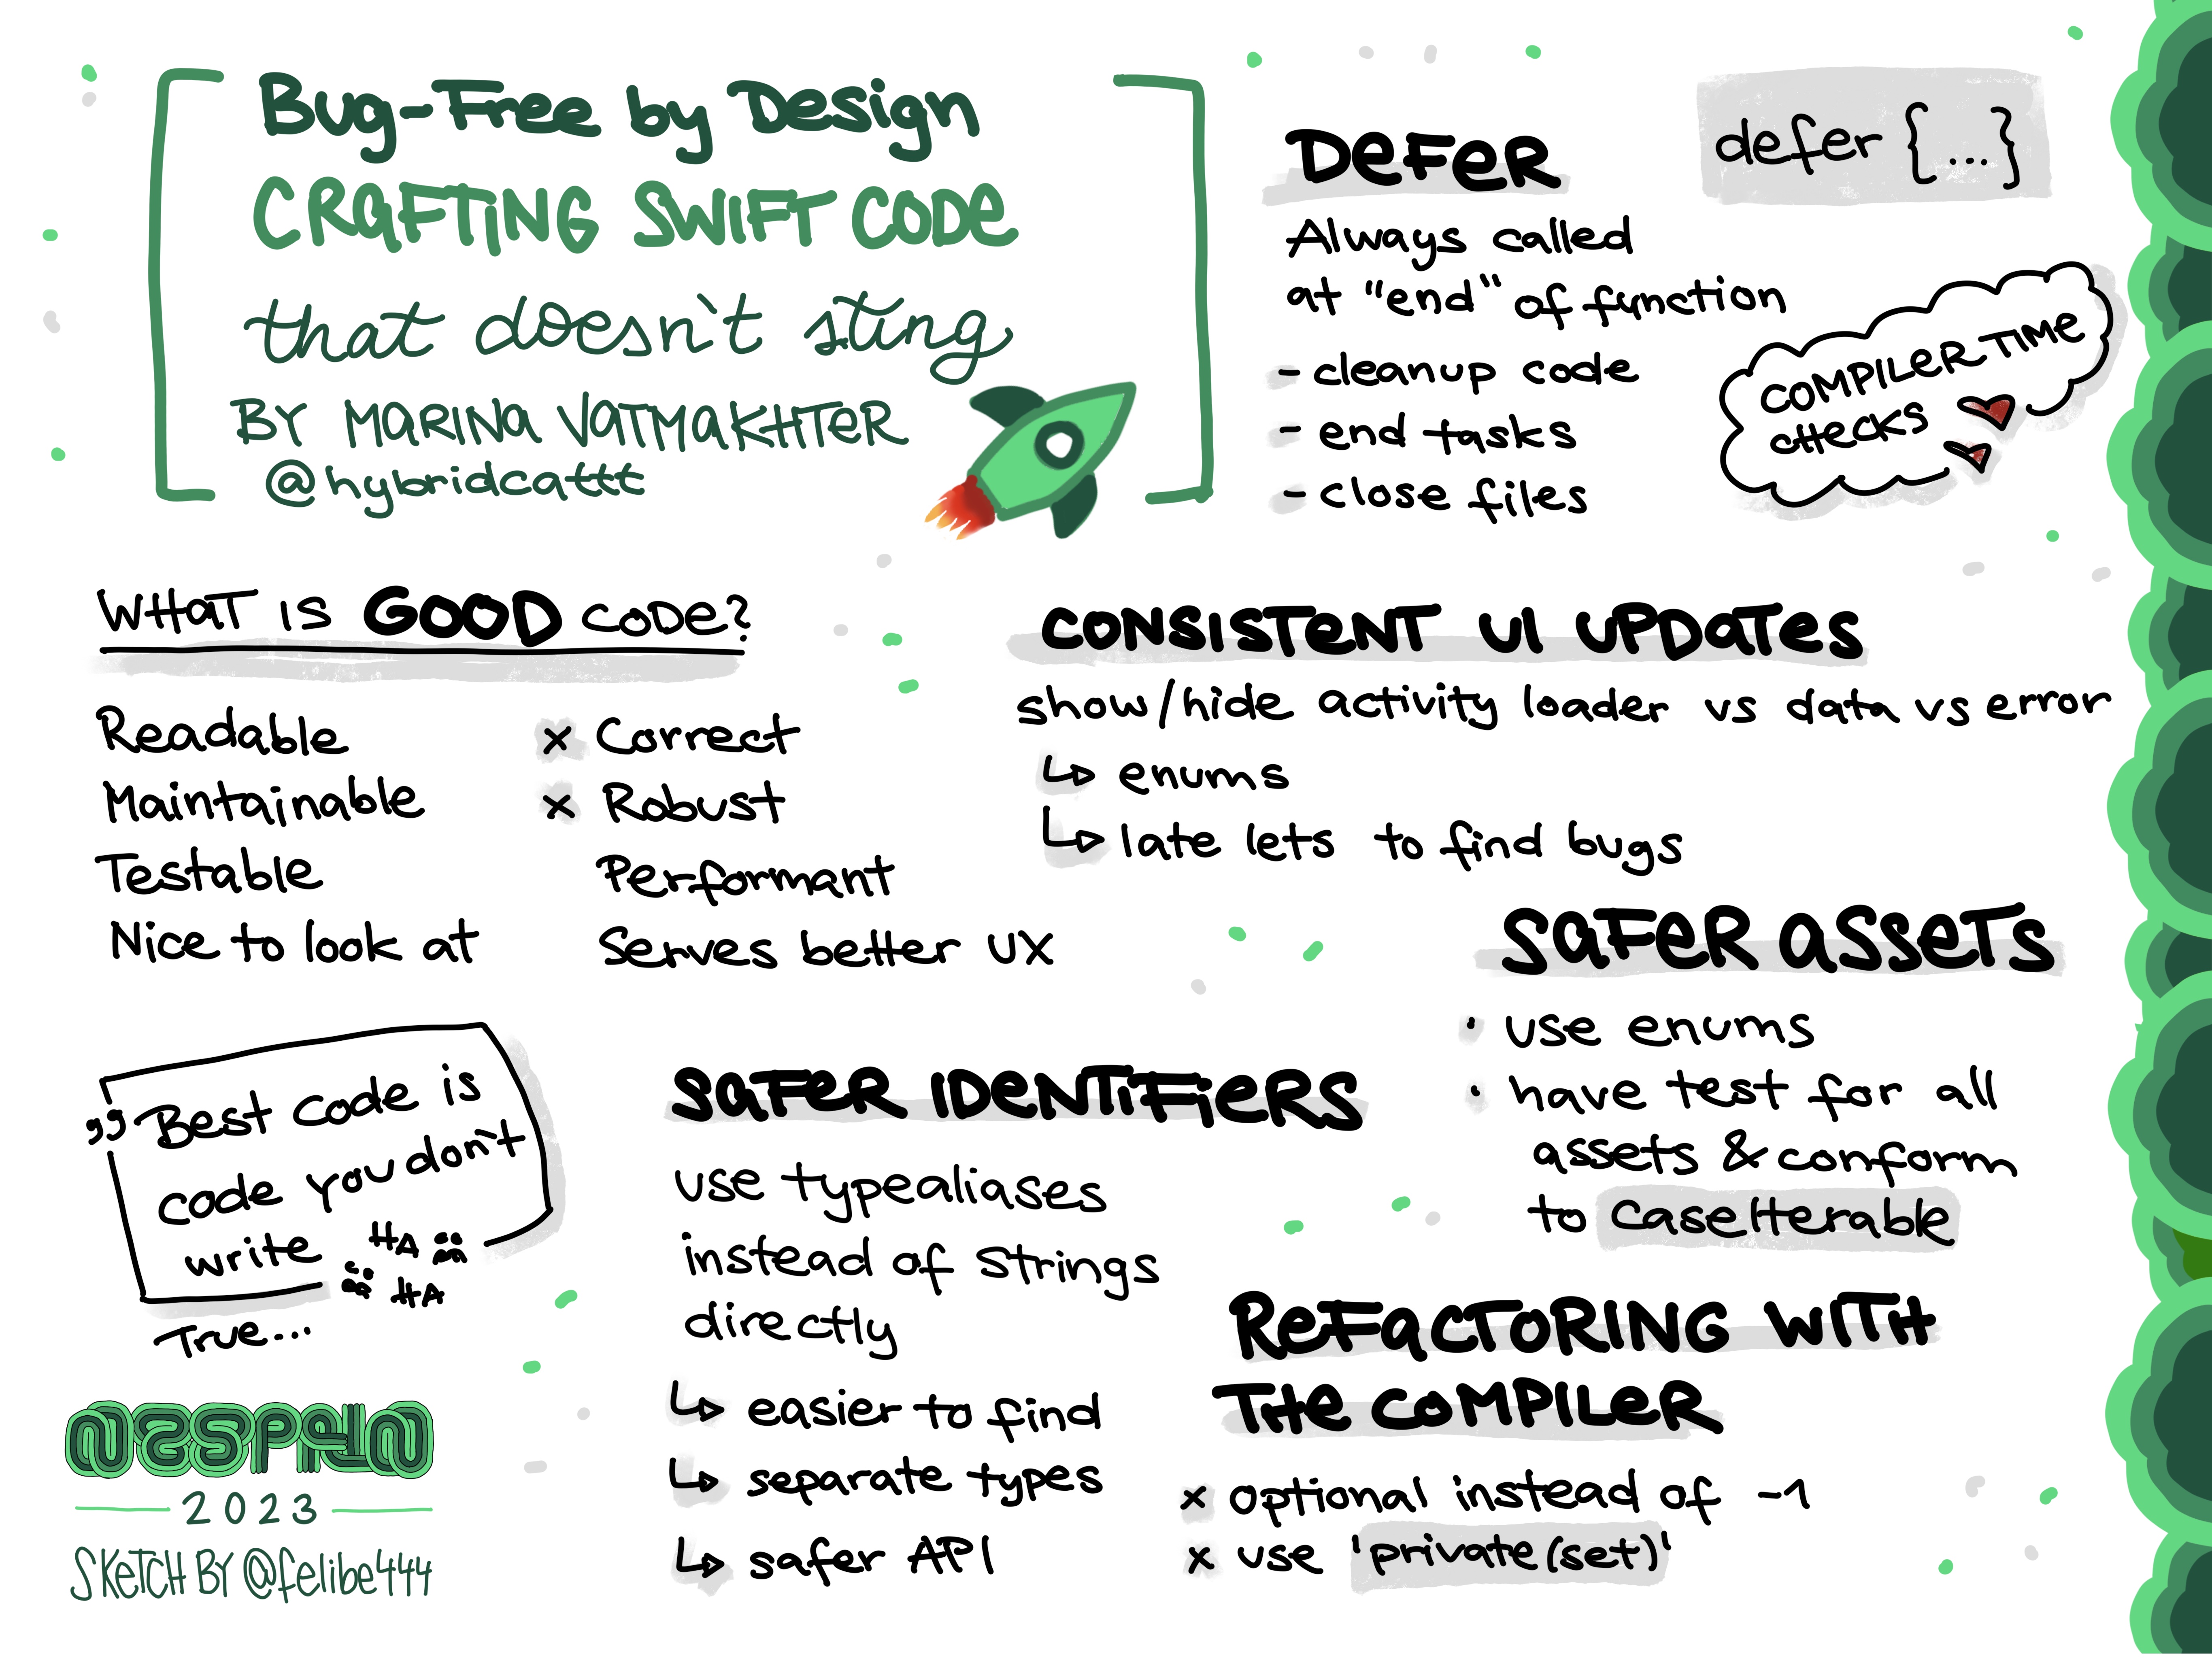 Bug-Free by Design
CRAFTING SWIFT CODE
that doesn't sting
BY MARINA VATMAKHTER
@hybridcattt
DEFER
defer { ... }
Always called
at "end" of function
- cleanup code
- end tasks
- close files
COMPILER TIME
CHECKS
WHAT IS GOOD CODE?
Readable
Maintainable
Testable
Nice to look at
x Correct
x Robust
Performant
Serves better UX
CONSISTENT UI UPDATES
show/hide activity loader vs data vs error
↳ enums
↳ late lets to find bugs
SAFER ASSETS
• use enums
• have test for all
assets & conform
to CaseIterable
„Best code is
code you don't
write
HA
HA
True...
SAFER IDENTIFIERS
use typealiases
instead of Strings
directly
↳ easier to find
↳ separate types
↳ safer API
REFACTORING WITH
THE COMPILER
x optional instead of -1
x use 'private(set)'
NSSPAIN
2023
SKETCH BY @felibe444